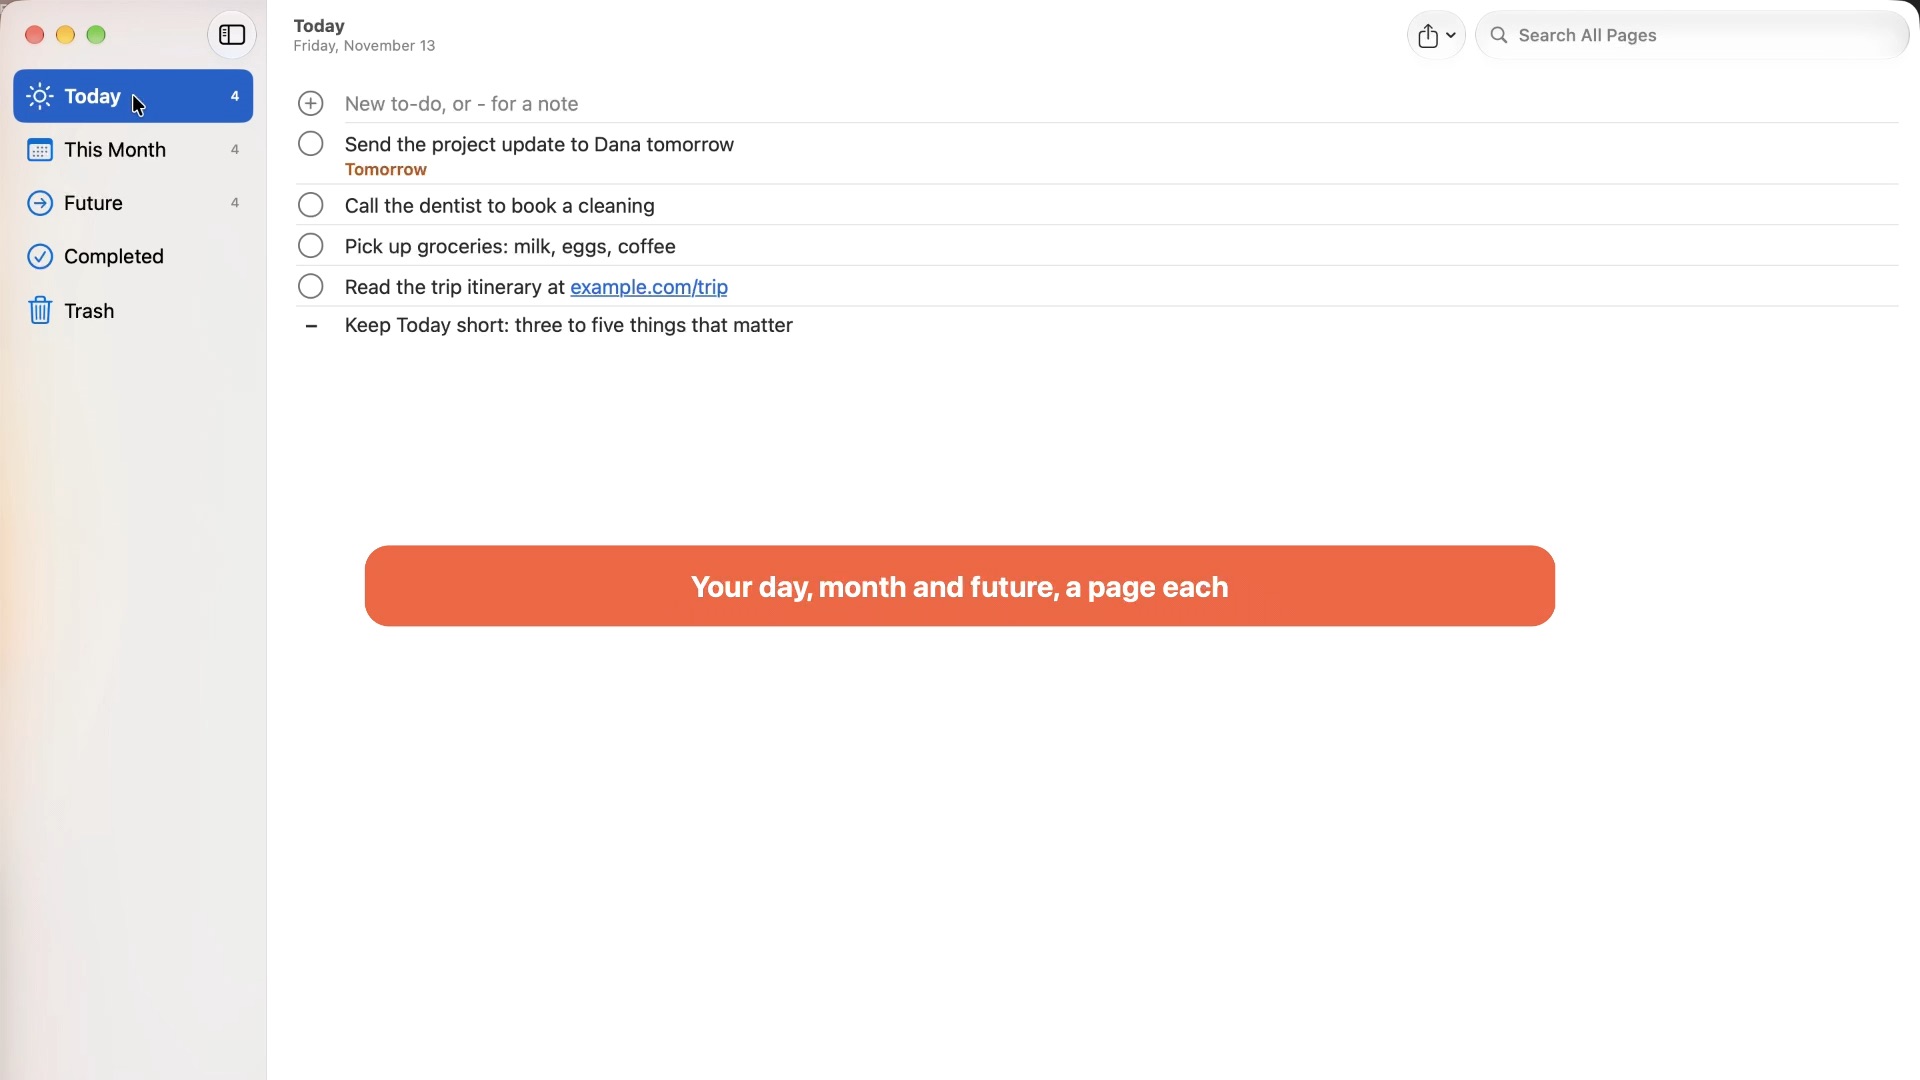 Today
Friday, November 13
Search All Pages
Today 4
This Month 4
Future 4
Completed
Trash
New to-do, or - for a note
Send the project update to Dana tomorrow
Tomorrow
Call the dentist to book a cleaning
Pick up groceries: milk, eggs, coffee
Read the trip itinerary at example.com/trip
– Keep Today short: three to five things that matter
Your day, month and future, a page each